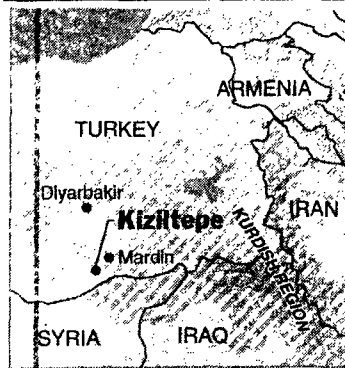 ARMENIA
TURKEY
Diyarbakir
Kiziltepe
IRAN
Mardin
KURDISH REGION
SYRIA
IRAQ